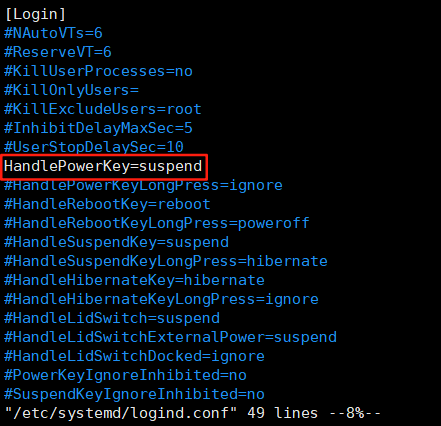 [Login]
#NAutoVTs=6
#ReserveVT=6
#KillUserProcesses=no
#KillOnlyUsers=
#KillExcludeUsers=root
#InhibitDelayMaxSec=5
#UserStopDelaySec=10
HandlePowerKey=suspend
#HandlePowerKeyLongPress=ignore
#HandleRebootKey=reboot
#HandleRebootKeyLongPress=poweroff
#HandleSuspendKey=suspend
#HandleSuspendKeyLongPress=hibernate
#HandleHibernateKey=hibernate
#HandleHibernateKeyLongPress=ignore
#HandleLidSwitch=suspend
#HandleLidSwitchExternalPower=suspend
#HandleLidSwitchDocked=ignore
#PowerKeyIgnoreInhibited=no
#SuspendKeyIgnoreInhibited=no
"/etc/systemd/logind.conf" 49 lines --8%--